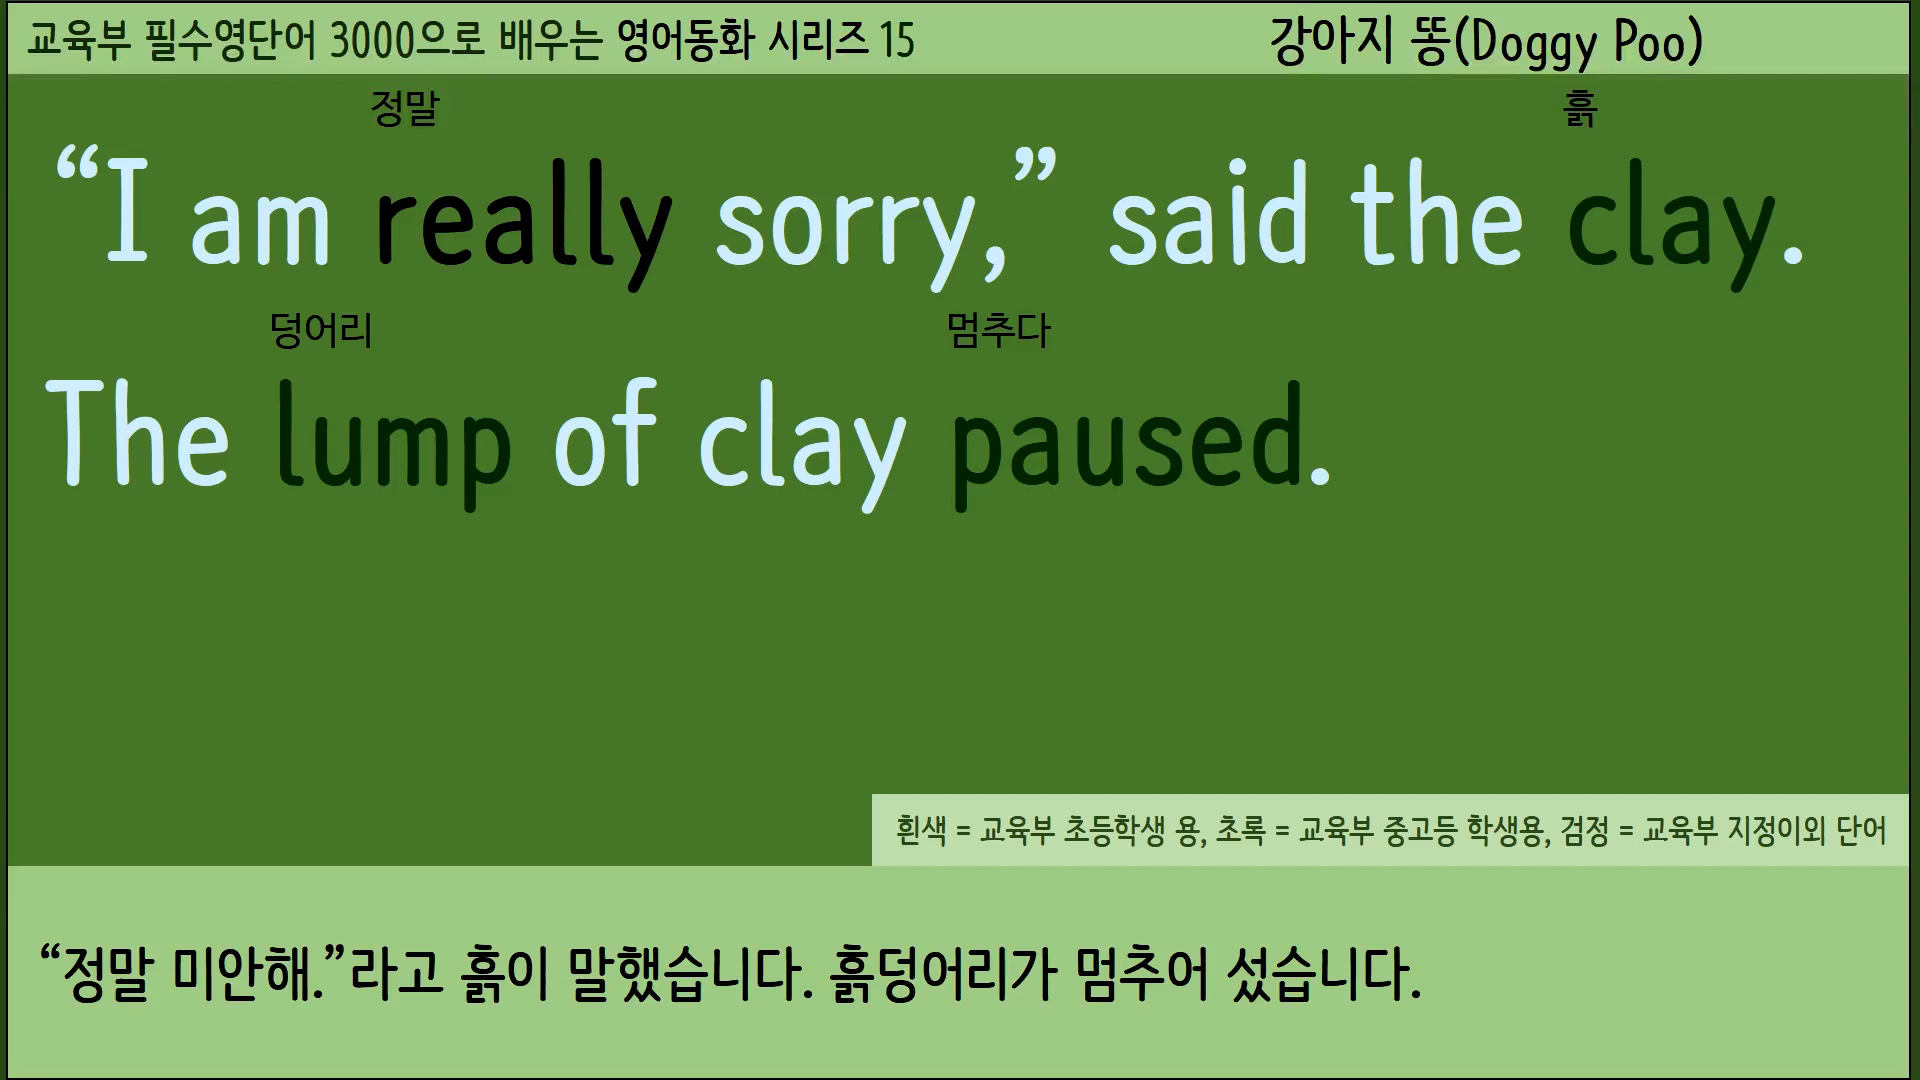 교육부 필수영단어 3000으로 배우는 영어동화 시리즈 15
강아지 똥(Doggy Poo)
정말 흙
“I am really sorry,” said the clay.
덩어리 멈추다
The lump of clay paused.
흰색 = 교육부 초등학생 용, 초록 = 교육부 중고등 학생용, 검정 = 교육부 지정이외 단어
“정말 미안해.”라고 흙이 말했습니다. 흙덩어리가 멈추어 섰습니다.